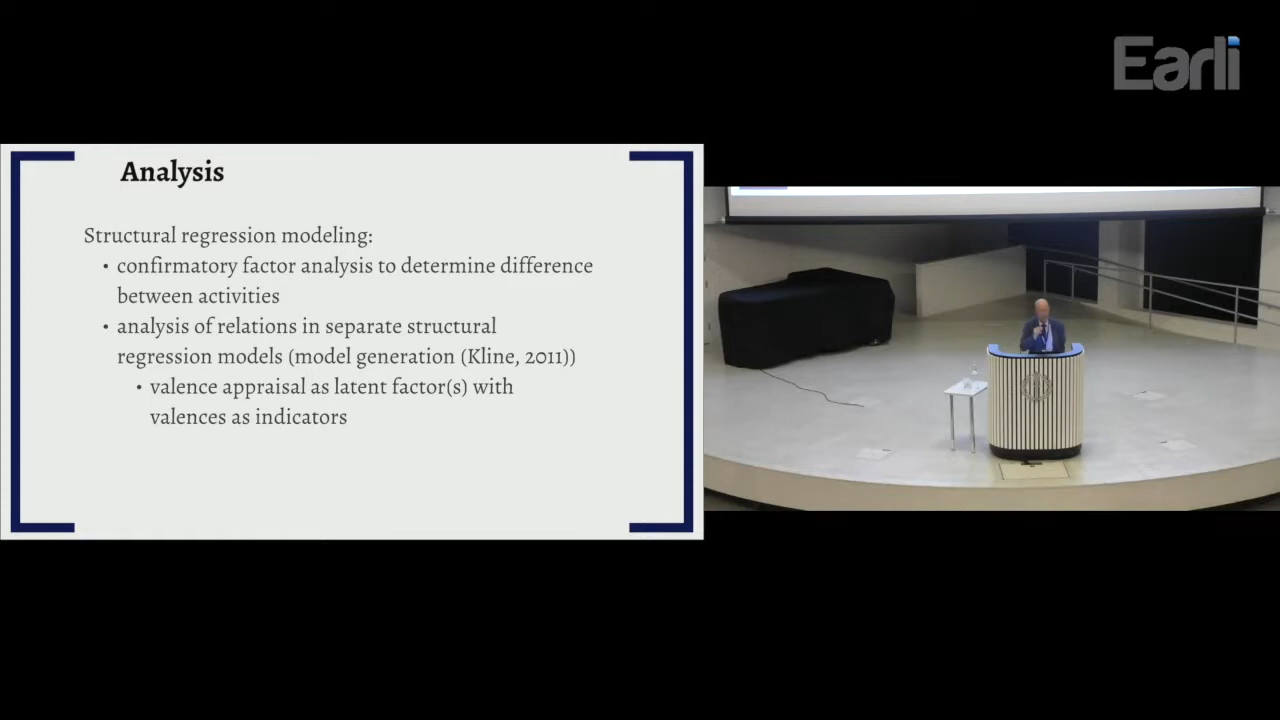 Earli
Analysis
Structural regression modeling:
• confirmatory factor analysis to determine difference
between activities
• analysis of relations in separate structural
regression models (model generation (Kline, 2011))
• valence appraisal as latent factor(s) with
valences as indicators